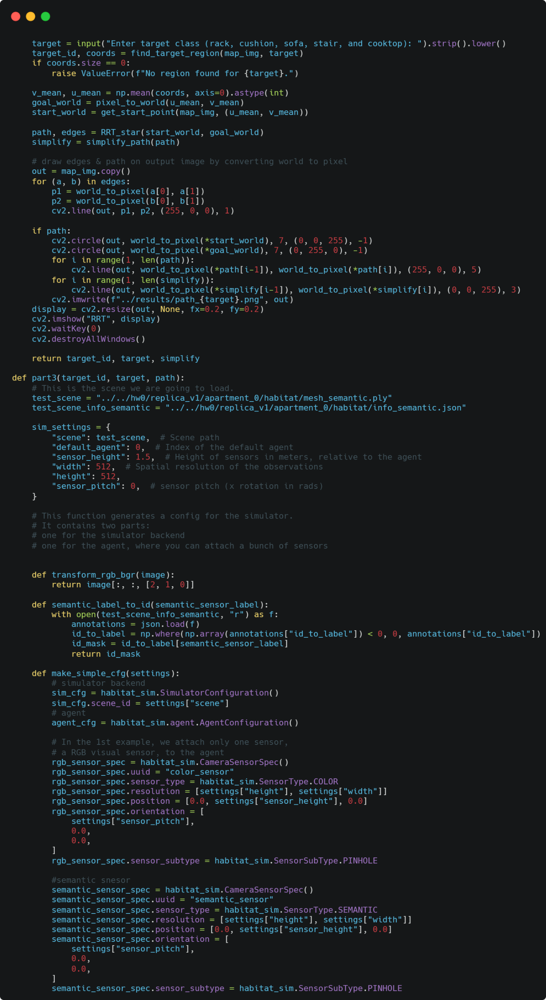 target = input("Enter target class (rack, cushion, sofa, stair, and cooktop): ").strip().lower()
    target_id, coords = find_target_region(map_img, target)
    if coords.size == 0:
        raise ValueError(f"No region found for {target}.")

    v_mean, u_mean = np.mean(coords, axis=0).astype(int)
    goal_world = pixel_to_world(u_mean, v_mean)
    start_world = get_start_point(map_img, (u_mean, v_mean))

    path, edges = RRT_star(start_world, goal_world)
    simplify = simplify_path(path)

    # draw edges & path on output image by converting world to pixel
    out = map_img.copy()
    for (a, b) in edges:
        p1 = world_to_pixel(a[0], a[1])
        p2 = world_to_pixel(b[0], b[1])
        cv2.line(out, p1, p2, (255, 0, 0), 1)

    if path:
        cv2.circle(out, world_to_pixel(*start_world), 7, (0, 0, 255), -1)
        cv2.circle(out, world_to_pixel(*goal_world), 7, (0, 255, 0), -1)
        for i in range(1, len(path)):
            cv2.line(out, world_to_pixel(*path[i-1]), world_to_pixel(*path[i]), (255, 0, 0), 5)
        for i in range(1, len(simplify)):
            cv2.line(out, world_to_pixel(*simplify[i-1]), world_to_pixel(*simplify[i]), (0, 0, 255), 3)
        cv2.imwrite(f"../results/path_{target}.png", out)
    display = cv2.resize(out, None, fx=0.2, fy=0.2)
    cv2.imshow("RRT", display)
    cv2.waitKey(0)
    cv2.destroyAllWindows()

    return target_id, target, simplify

def part3(target_id, target, path):
    # This is the scene we are going to load.
    test_scene = "../../hw0/replica_v1/apartment_0/habitat/mesh_semantic.ply"
    test_scene_info_semantic = "../../hw0/replica_v1/apartment_0/habitat/info_semantic.json"

    sim_settings = {
        "scene": test_scene,  # Scene path
        "default_agent": 0,  # Index of the default agent
        "sensor_height": 1.5,  # Height of sensors in meters, relative to the agent
        "width": 512,  # Spatial resolution of the observations
        "height": 512,
        "sensor_pitch": 0,  # sensor pitch (x rotation in rads)
    }

    # This function generates a config for the simulator.
    # It contains two parts:
    # one for the simulator backend
    # one for the agent, where you can attach a bunch of sensors


    def transform_rgb_bgr(image):
        return image[:, :, [2, 1, 0]]

    def semantic_label_to_id(semantic_sensor_label):
        with open(test_scene_info_semantic, "r") as f:
            annotations = json.load(f)
            id_to_label = np.where(np.array(annotations["id_to_label"]) < 0, 0, annotations["id_to_label"])
            id_mask = id_to_label[semantic_sensor_label]
            return id_mask

    def make_simple_cfg(settings):
        # simulator backend
        sim_cfg = habitat_sim.SimulatorConfiguration()
        sim_cfg.scene_id = settings["scene"]
        # agent
        agent_cfg = habitat_sim.agent.AgentConfiguration()

        # In the 1st example, we attach only one sensor,
        # a RGB visual sensor, to the agent
        rgb_sensor_spec = habitat_sim.CameraSensorSpec()
        rgb_sensor_spec.uuid = "color_sensor"
        rgb_sensor_spec.sensor_type = habitat_sim.SensorType.COLOR
        rgb_sensor_spec.resolution = [settings["height"], settings["width"]]
        rgb_sensor_spec.position = [0.0, settings["sensor_height"], 0.0]
        rgb_sensor_spec.orientation = [
            settings["sensor_pitch"],
            0.0,
            0.0,
        ]
        rgb_sensor_spec.sensor_subtype = habitat_sim.SensorSubType.PINHOLE

        #semantic snesor
        semantic_sensor_spec = habitat_sim.CameraSensorSpec()
        semantic_sensor_spec.uuid = "semantic_sensor"
        semantic_sensor_spec.sensor_type = habitat_sim.SensorType.SEMANTIC
        semantic_sensor_spec.resolution = [settings["height"], settings["width"]]
        semantic_sensor_spec.position = [0.0, settings["sensor_height"], 0.0]
        semantic_sensor_spec.orientation = [
            settings["sensor_pitch"],
            0.0,
            0.0,
        ]
        semantic_sensor_spec.sensor_subtype = habitat_sim.SensorSubType.PINHOLE